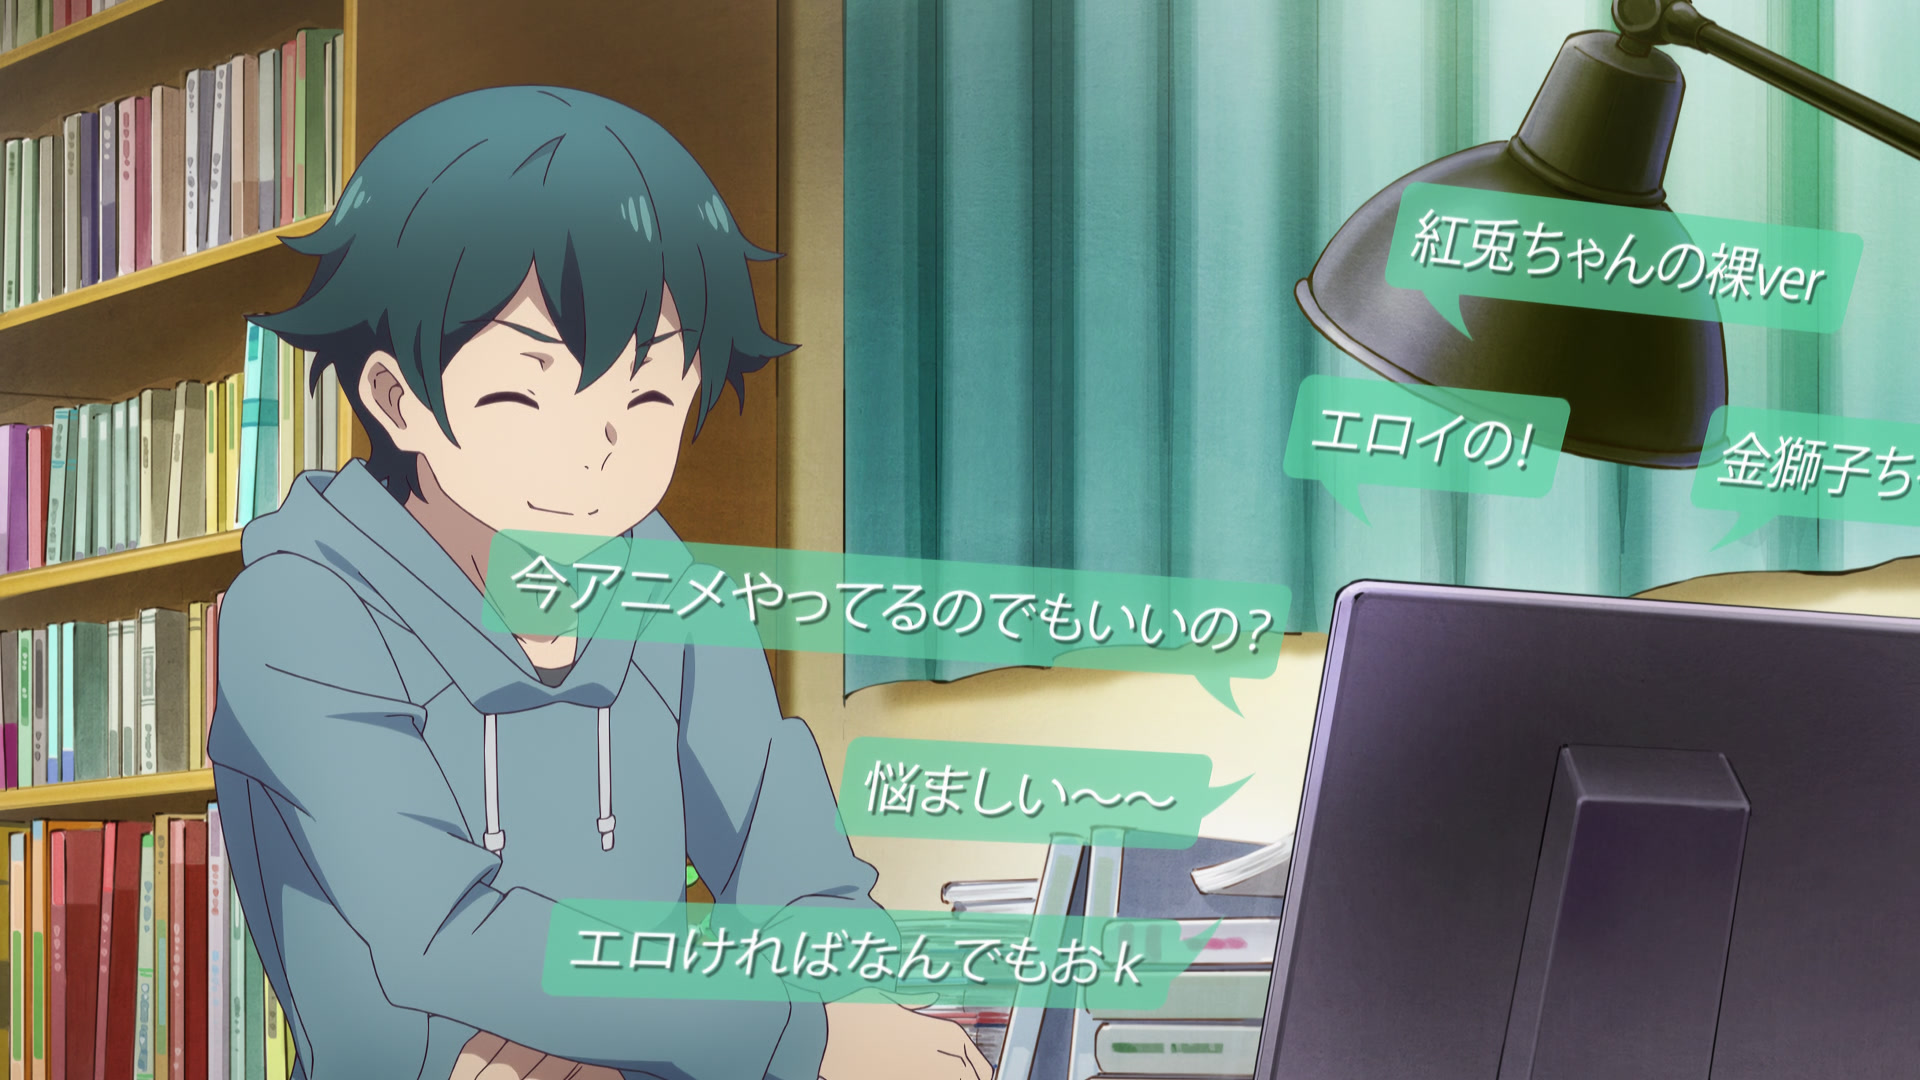 紅兎ちゃんの裸ver
エロイの!
金獅子ち
今アニメやってるのでもいいの?
悩ましい～～
エロければなんでもおk